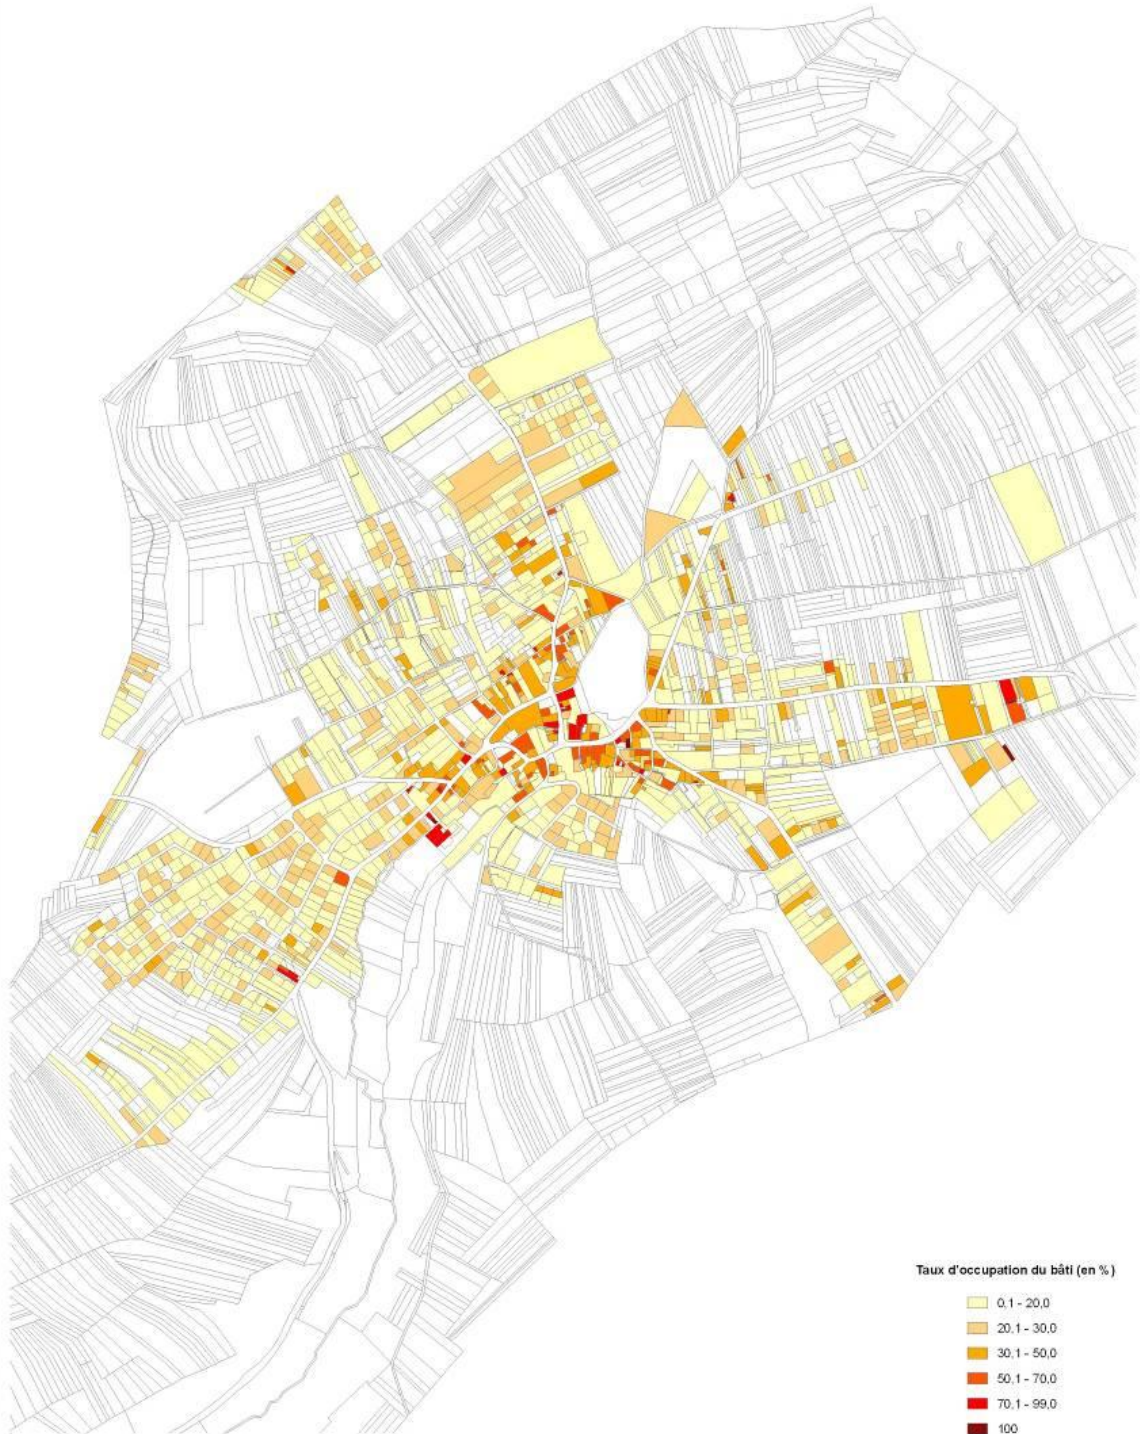 Taux d'occupation du bâti (en %)
0,1 - 20,0
20,1 - 30,0
30,1 - 50,0
50,1 - 70,0
70,1 - 99,0
100